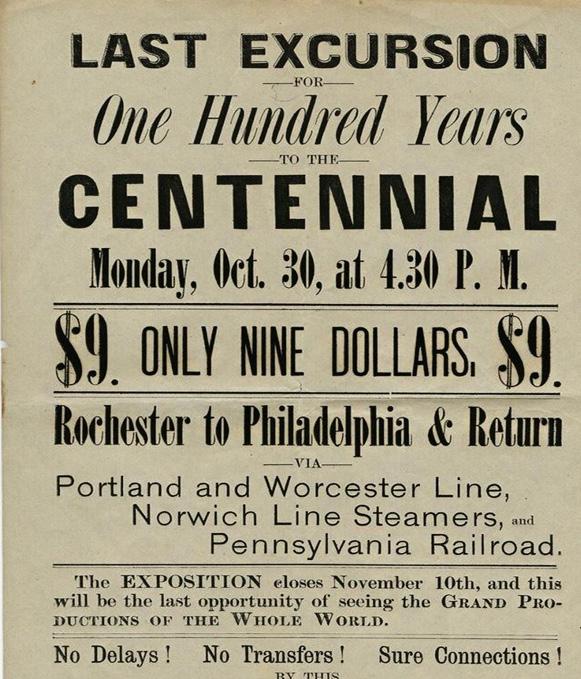 LAST EXCURSION
FOR
One Hundred Years
TO THE
CENTENNIAL
Monday, Oct. 30, at 4.30 P. M.
$9. ONLY NINE DOLLARS, $9.
Rochester to Philadelphia & Return
VIA
Portland and Worcester Line,
Norwich Line Steamers, and
Pennsylvania Railroad.
The EXPOSITION closes November 10th, and this
will be the last opportunity of seeing the GRAND PRO-
DUCTIONS OF THE WHOLE WORLD.
No Delays! No Transfers! Sure Connections!
BY THIS